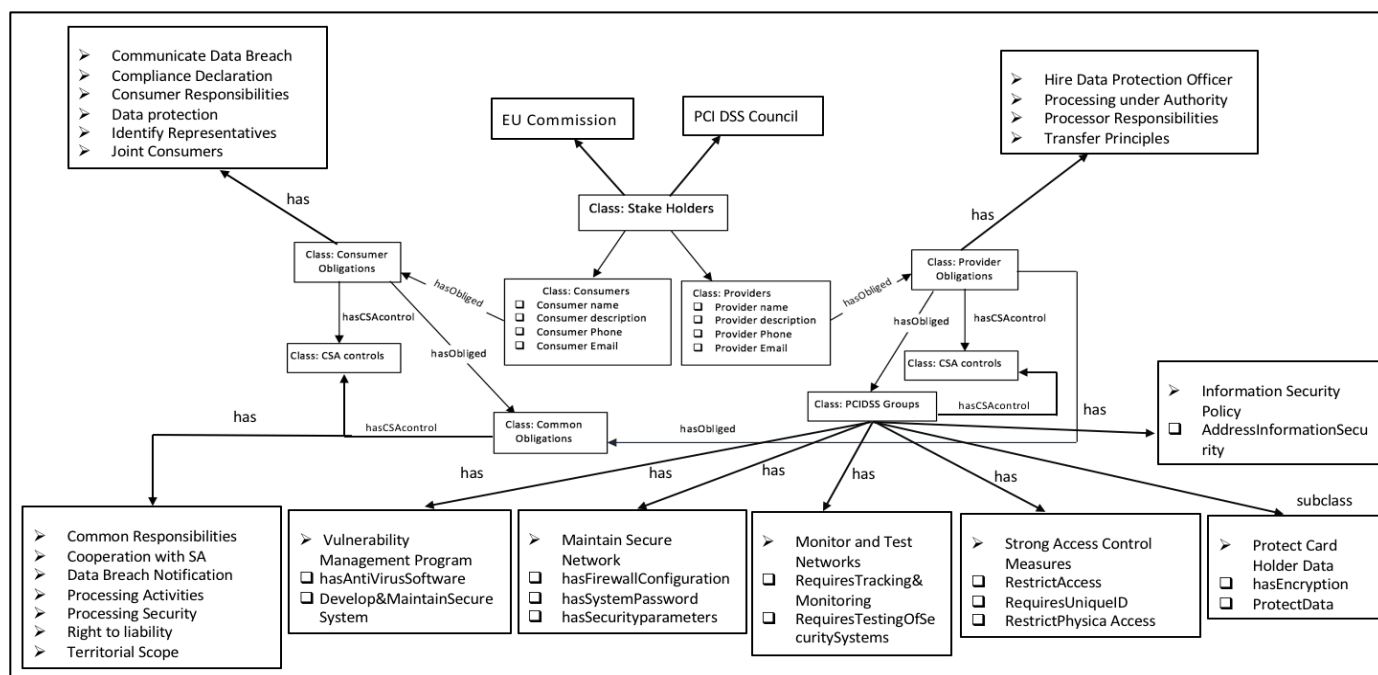 Communicate Data Breach
Compliance Declaration
Consumer Responsibilities
Data protection
Identify Representatives
Joint Consumers
EU Commission
PCI DSS Council
Hire Data Protection Officer
Processing under Authority
Processor Responsibilities
Transfer Principles
has
has
Class: Stake Holders
Class: Consumer
Obligations
hasObliged
Class: Consumers
Consumer name
Consumer description
Consumer Phone
Consumer Email
Class: Providers
Provider name
Provider description
Provider Phone
Provider Email
hasObliged
Class: Provider
Obligations
hasCSAcontrol
hasObliged
hasObliged
hasCSAcontrol
Class: CSA controls
Class: CSA controls
Class: PCIDSS Groups
hasCSAcontrol
has
Information Security
Policy
AddressInformationSecu
rity
has
hasCSAcontrol
Class: Common
Obligations
hasObliged
has
has
has
has
subclass
Common Responsibilities
Cooperation with SA
Data Breach Notification
Processing Activities
Processing Security
Right to liability
Territorial Scope
Vulnerability
Management Program
hasAntiVirusSoftware
Develop&MaintainSecure
System
Maintain Secure
Network
hasFirewallConfiguration
hasSystemPassword
hasSecurityparameters
Monitor and Test
Networks
RequiresTracking&
Monitoring
RequiresTestingOfSe
curitySystems
Strong Access Control
Measures
RestrictAccess
RequiresUniqueID
RestrictPhysica Access
Protect Card
Holder Data
hasEncryption
ProtectData